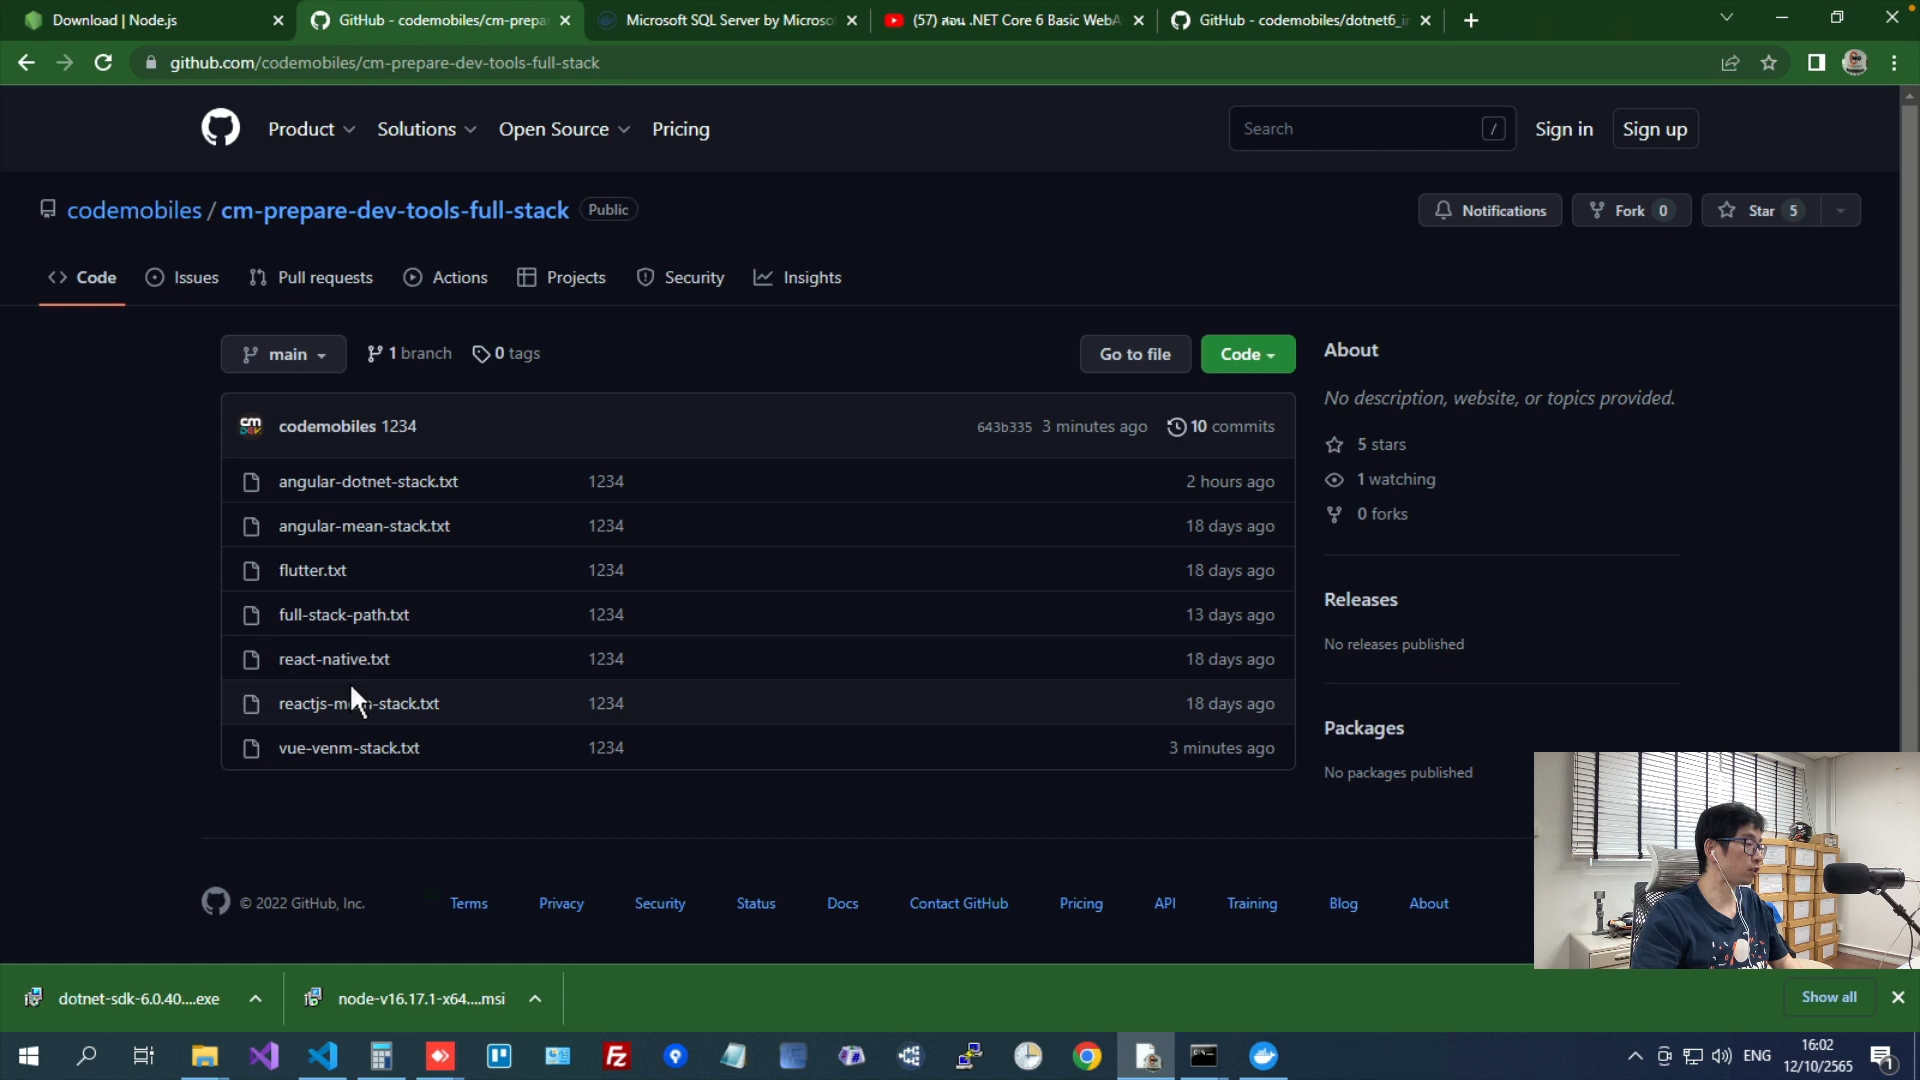 Download | Node.js
GitHub - codemobiles/cm-prepa
Microsoft SQL Server by Microso
(57) สอน .NET Core 6 Basic WebA
GitHub - codemobiles/dotnet6_i
github.com/codemobiles/cm-prepare-dev-tools-full-stack
Product
Solutions
Open Source
Pricing
Search
/
Sign in
Sign up
codemobiles / cm-prepare-dev-tools-full-stack
Public
Notifications
Fork 0
Star 5
Code
Issues
Pull requests
Actions
Projects
Security
Insights
main
1 branch
0 tags
Go to file
Code
About
No description, website, or topics provided.
cm
DEV
codemobiles 1234
643b335 3 minutes ago
10 commits
5 stars
1 watching
0 forks
angular-dotnet-stack.txt 1234 2 hours ago
angular-mean-stack.txt 1234 18 days ago
flutter.txt 1234 18 days ago
full-stack-path.txt 1234 13 days ago
react-native.txt 1234 18 days ago
1234 18 days ago
vue-venm-stack.txt 1234 3 minutes ago
Releases
No releases published
Packages
No packages published
© 2022 GitHub, Inc.
Terms
Privacy
Security
Status
Docs
Contact GitHub
Pricing
API
Training
Blog
About
dotnet-sdk-6.0.40....exe
node-v16.17.1-x64....msi
Show all
ENG
16:02
12/10/2565
1